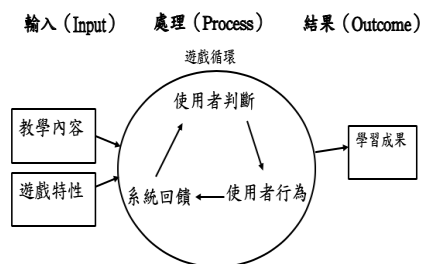 輸入（Input） 處理（Process） 結果（Outcome）
遊戲循環
使用者判斷
教學內容
學習成果
遊戲特性
系統回饋
使用者行為